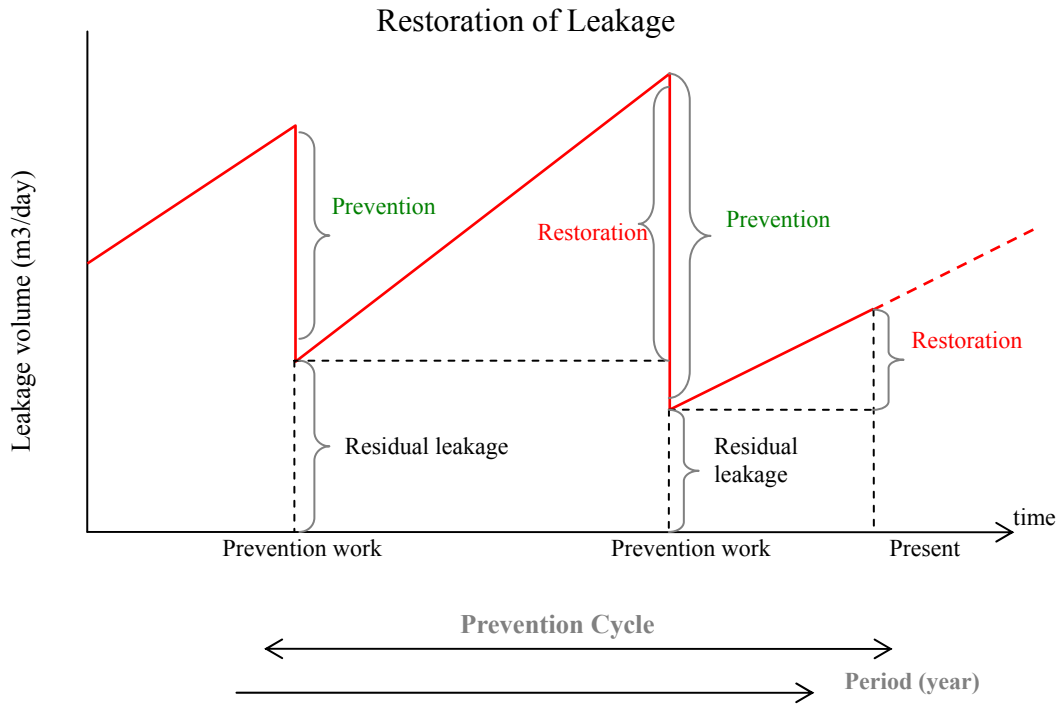 Restoration of Leakage
Leakage volume (m3/day)
Prevention
Restoration
Prevention
Restoration
Residual leakage
Residual
leakage
time
Prevention work
Prevention work
Present
Prevention Cycle
Period (year)